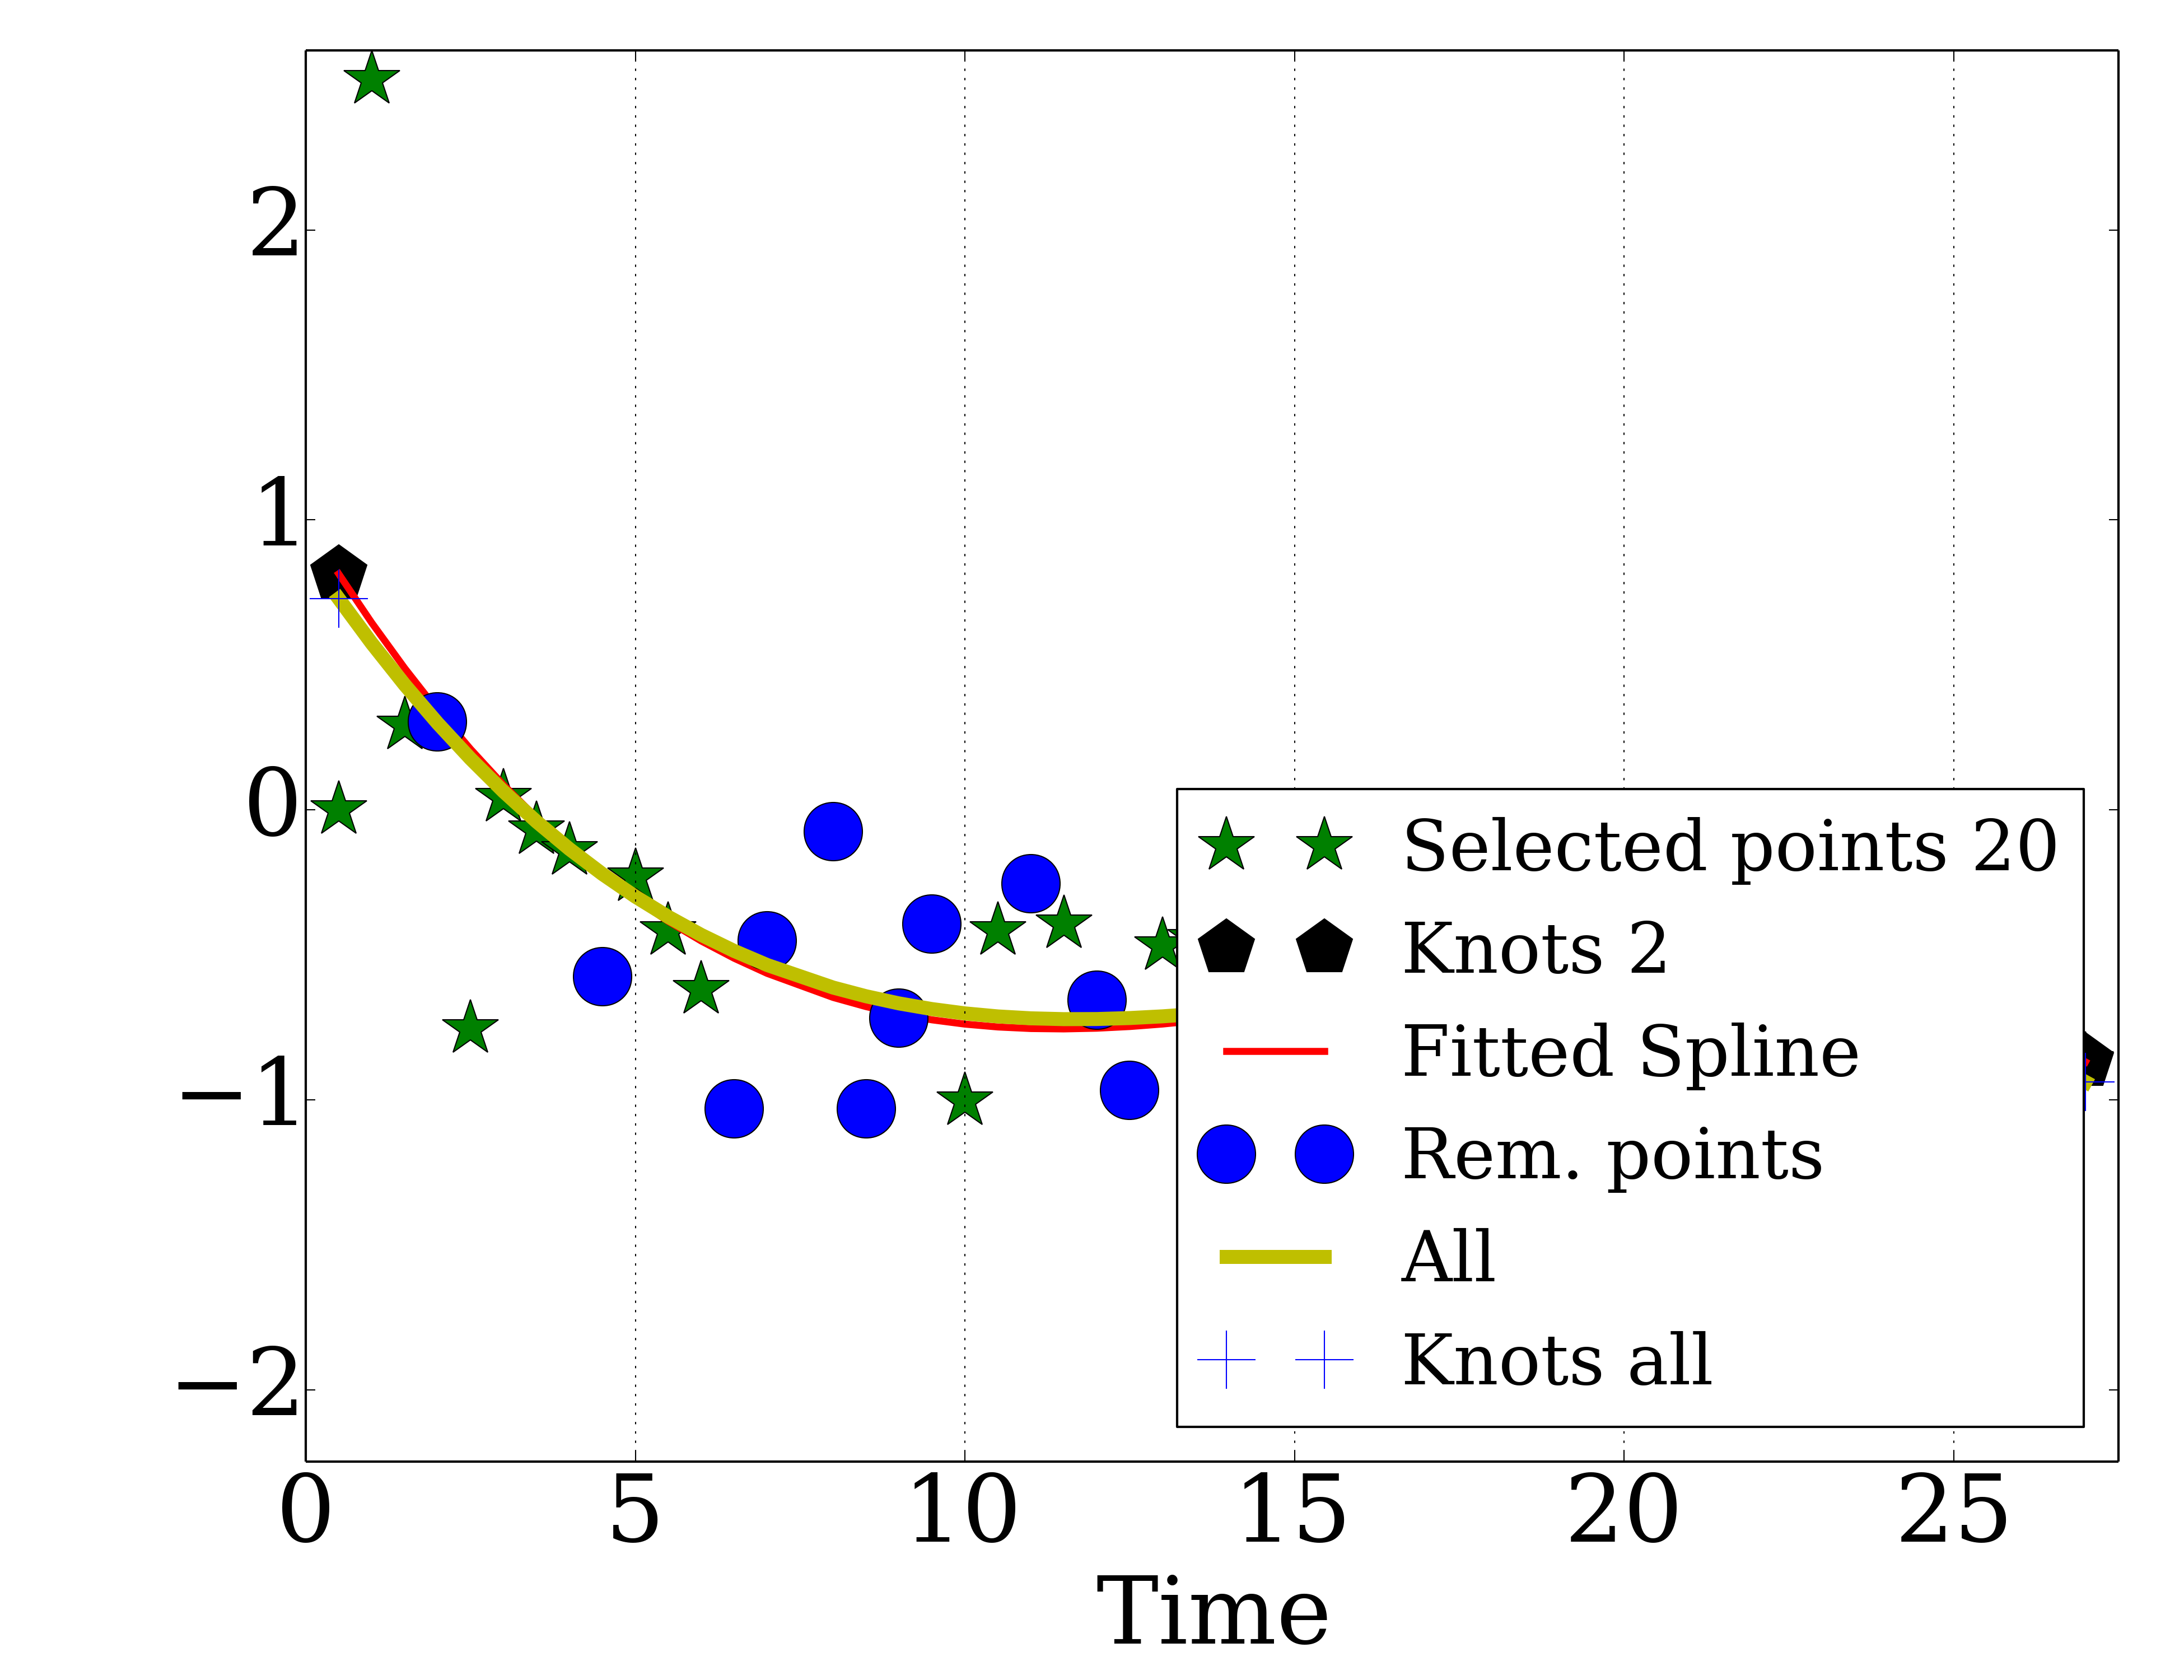 2
1
0
−1
−2
0 5 10 15 20 25
Time
Selected points 20
Knots 2
Fitted Spline
Rem. points
All
Knots all